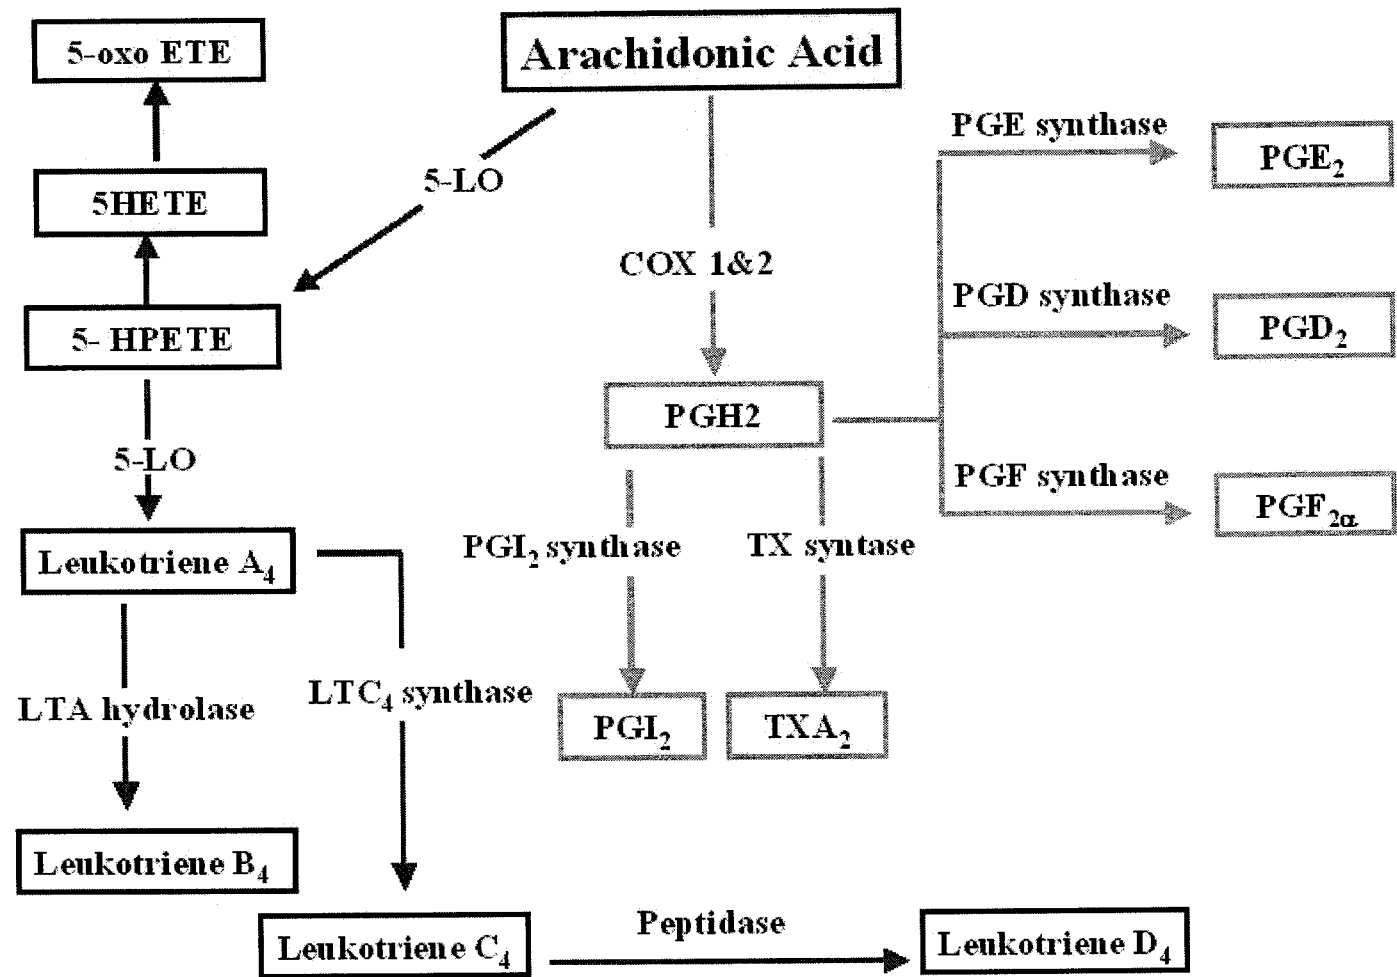 5-oxo ETE
Arachidonic Acid
PGE synthase
PGE₂
5HETE
5-LO
COX 1&2
PGD synthase
PGD₂
5- HPETE
PGH2
5-LO
PGF synthase
PGF₂α
Leukotriene A₄
PGI₂ synthase
TX syntase
LTA hydrolase
LTC₄ synthase
PGI₂
TXA₂
Leukotriene B₄
Leukotriene C₄
Peptidase
Leukotriene D₄